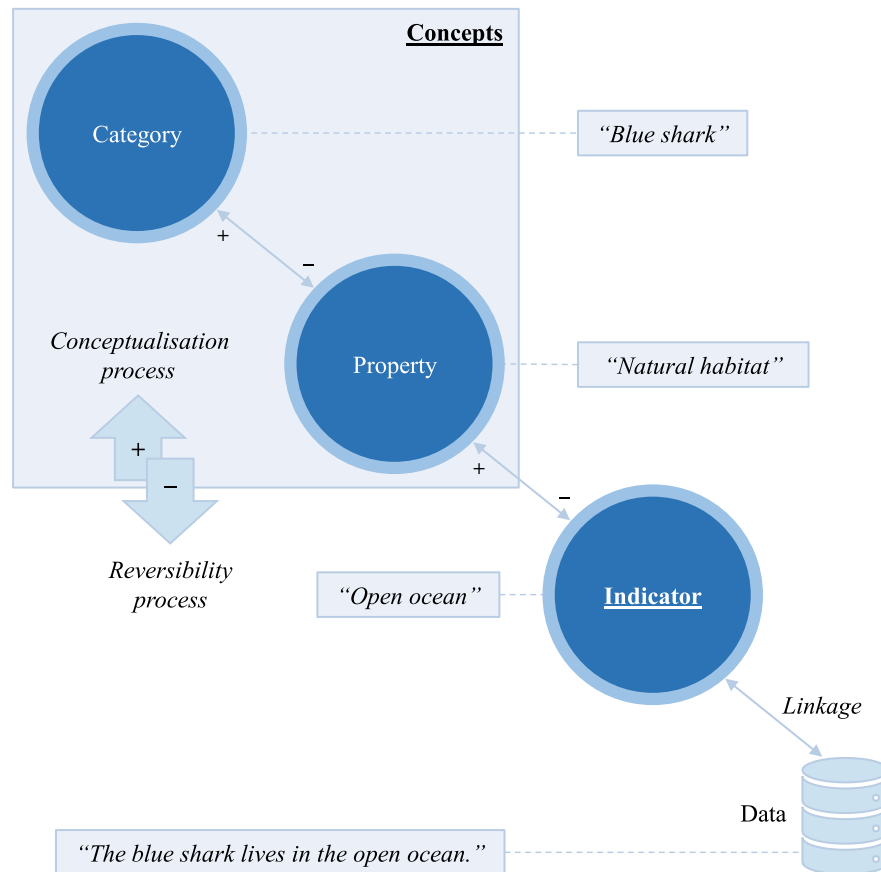 Concepts
Category
“Blue shark”
+
−
Conceptualisation
process
Property
“Natural habitat”
+
−
+
−
Reversibility
process
“Open ocean”
Indicator
Linkage
Data
“The blue shark lives in the open ocean.”